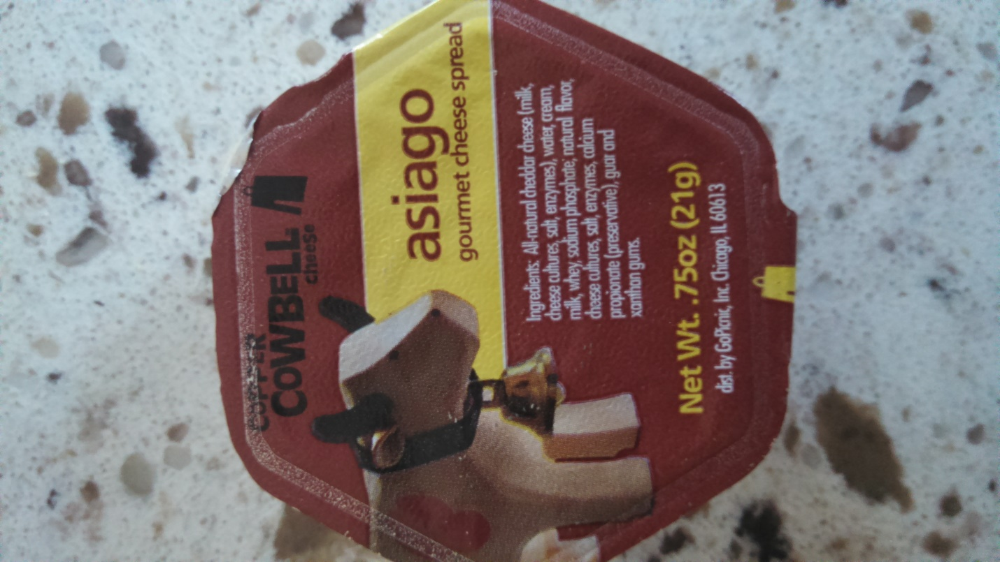 COPPER
COWBELL
cheese
asiago
gourmet cheese spread
Ingredients: All-natural cheddar cheese (milk,
cheese cultures, salt, enzymes), water, cream,
milk, whey, sodium phosphate; natural flavor,
cheese cultures, salt, enzymes, calcium
propionate (preservative), guar and
xanthan gums.
Net Wt. .75oz (21g)
dist. by GoPicnic, Inc. Chicago, IL 60613